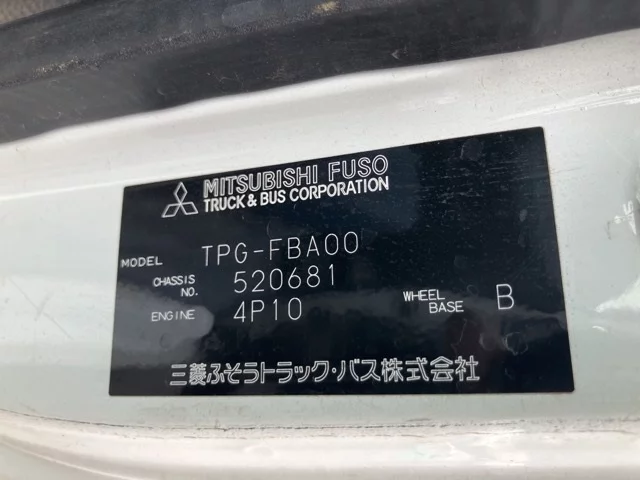 MITSUBISHI FUSO
TRUCK & BUS CORPORATION
MODEL TPG-FBA00
CHASSIS NO. 520681
ENGINE 4P10 WHEEL BASE B
三菱ふそうトラック・バス株式会社